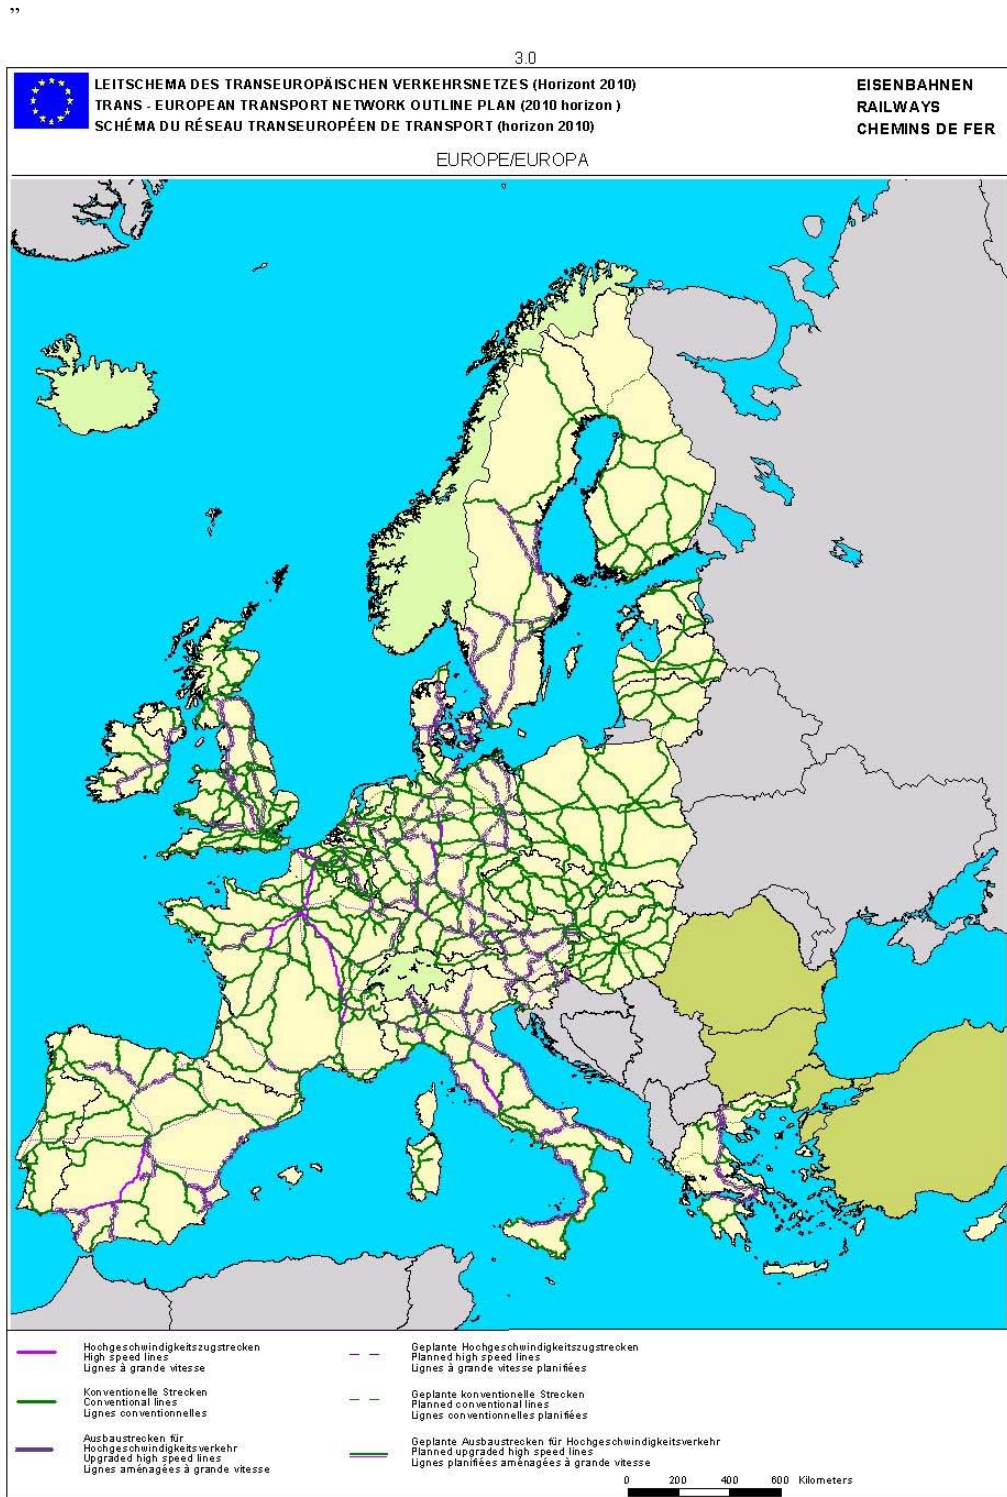 ”
3.0
LEITSCHEMA DES TRANSEUROPÄISCHEN VERKEHRSNETZES (Horizont 2010)
TRANS - EUROPEAN TRANSPORT NETWORK OUTLINE PLAN (2010 horizon )
SCHÉMA DU RÉSEAU TRANSEUROPÉEN DE TRANSPORT (horizon 2010)
EISENBAHNEN
RAILWAYS
CHEMINS DE FER
EUROPE/EUROPA
Hochgeschwindigkeitszugstrecken
High speed lines
Lignes à grande vitesse
Konventionelle Strecken
Conventional lines
Lignes conventionnelles
Ausbaustrecken für
Hochgeschwindigkeitsverkehr
Upgraded high speed lines
Lignes aménagées à grande vitesse
Geplante Hochgeschwindigkeitszugstrecken
Planned high speed lines
Lignes à grande vitesse planifiées
Geplante konventionelle Strecken
Planned conventional lines
Lignes conventionnelles planifiées
Geplante Ausbaustrecken für Hochgeschwindigkeitsverkehr
Planned upgraded high speed lines
Lignes planifiées aménagées à grande vitesse
0 200 400 600 Kilometers